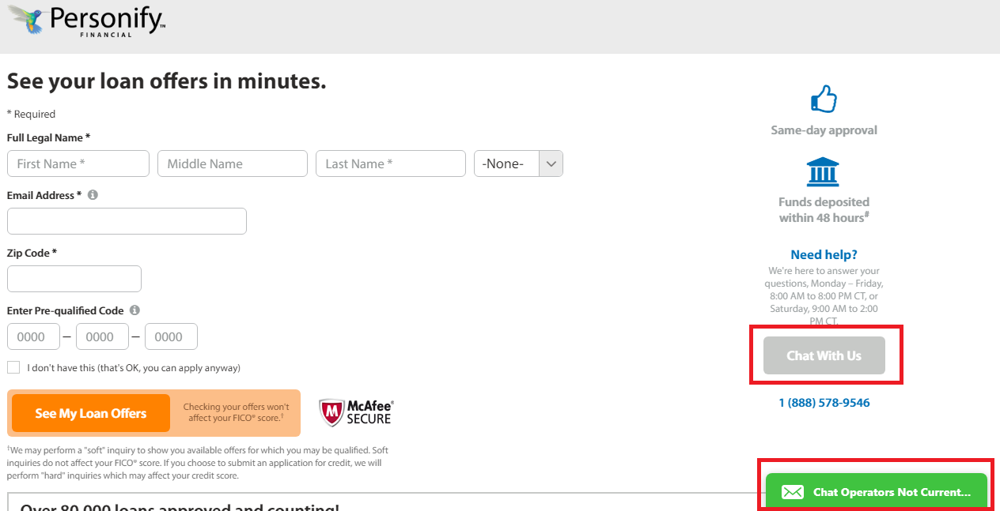 Personify™
FINANCIAL
See your loan offers in minutes.
* Required
Full Legal Name *
First Name *
Middle Name
Last Name *
-None-
Email Address *
Zip Code *
Enter Pre-qualified Code
0000 – 0000 – 0000
I don't have this (that's OK, you can apply anyway)
See My Loan Offers
Checking your offers won't
affect your FICO® score.†
McAfee®
SECURE
†We may perform a "soft" inquiry to show you available offers for which you may be qualified. Soft
inquiries do not affect your FICO® score. If you choose to submit an application for credit, we will
perform "hard" inquiries which may affect your credit score.
Over 80,000 loans approved and counting!
Same-day approval
Funds deposited
within 48 hours#
Need help?
We're here to answer your
questions, Monday – Friday,
8:00 AM to 8:00 PM CT, or
Saturday, 9:00 AM to 2:00
PM CT.
Chat With Us
1 (888) 578-9546
Chat Operators Not Current...